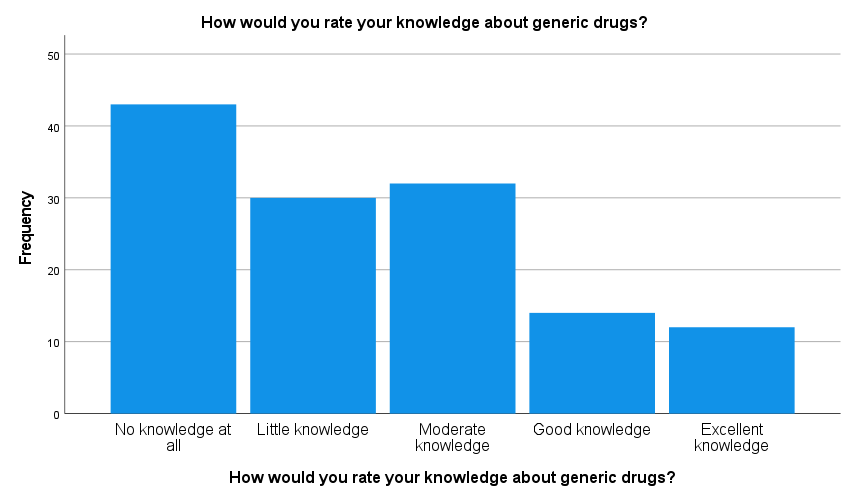 How would you rate your knowledge about generic drugs?
50
40
30
20
10
0
Frequency
No knowledge at
all
Little knowledge
Moderate
knowledge
Good knowledge
Excellent
knowledge
How would you rate your knowledge about generic drugs?